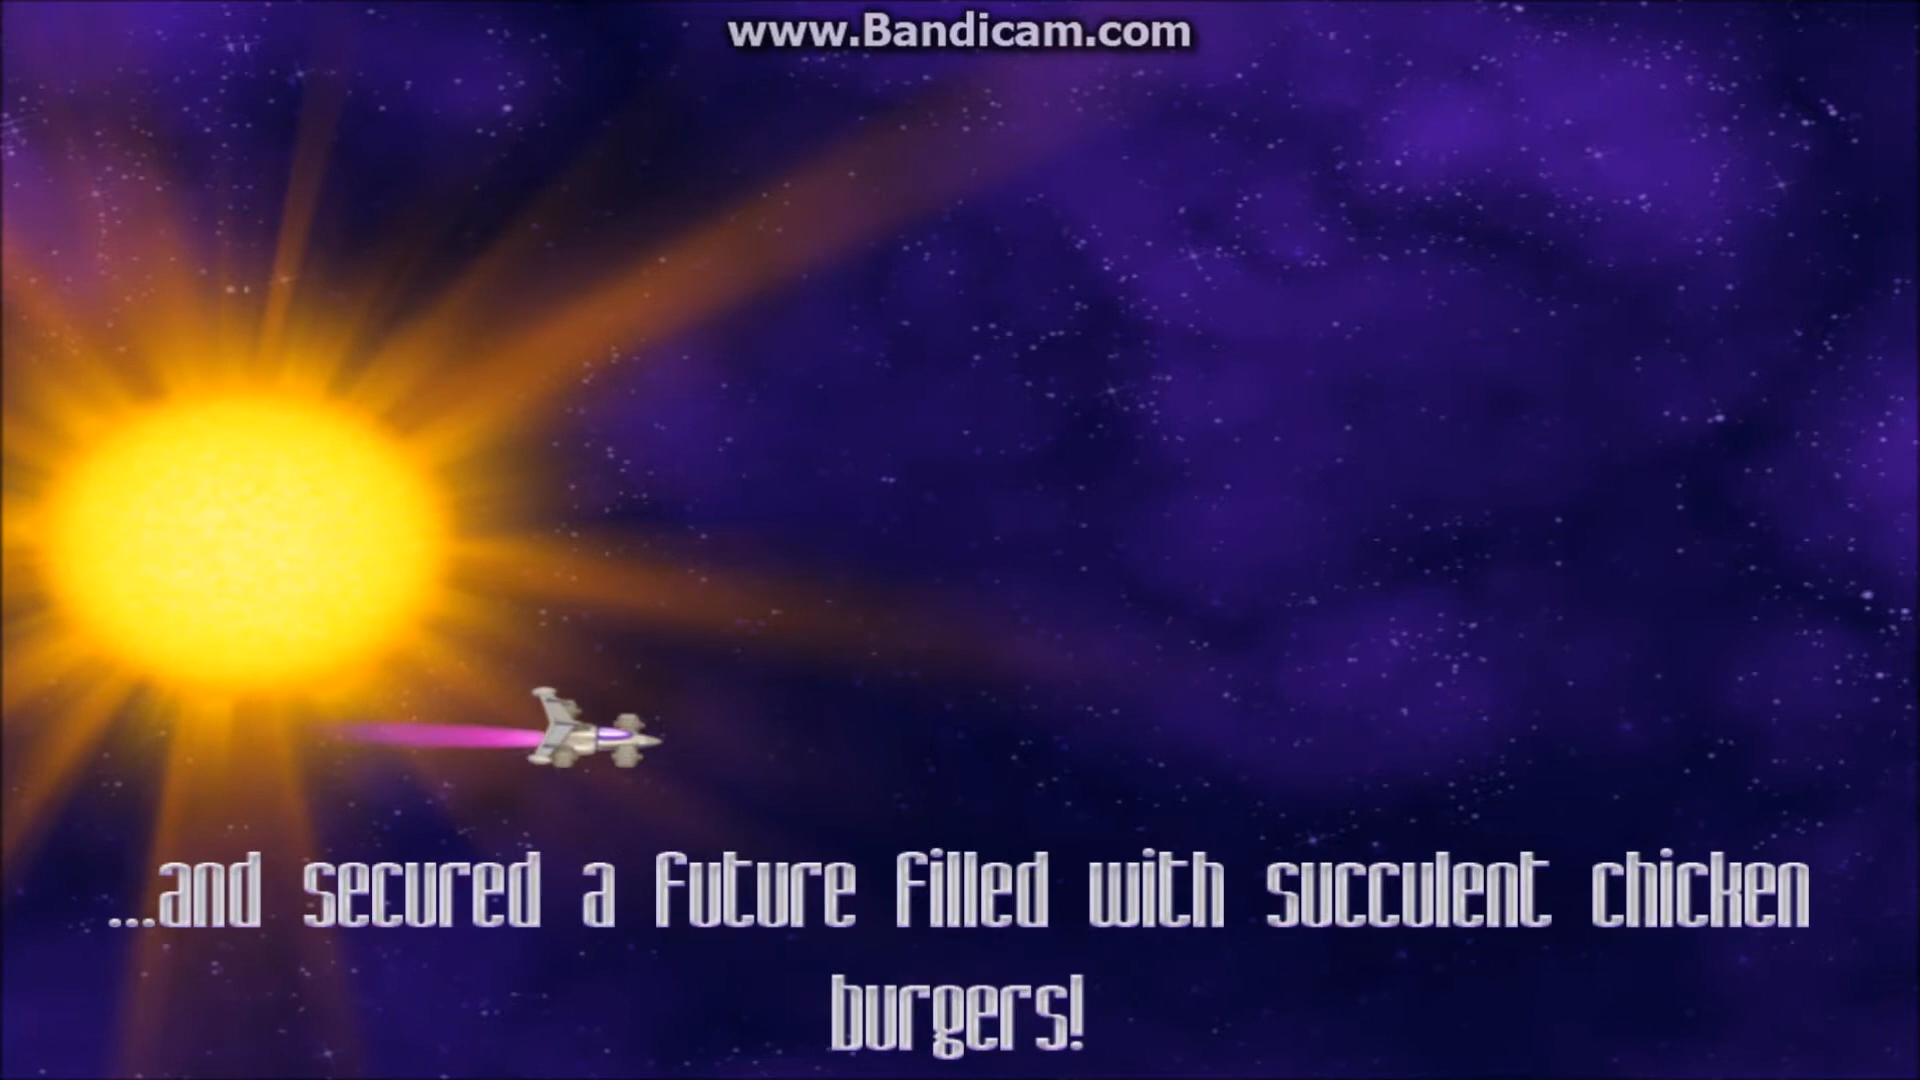 www.Bandicam.com
...and secured a future filled with succulent chicken
burgers!